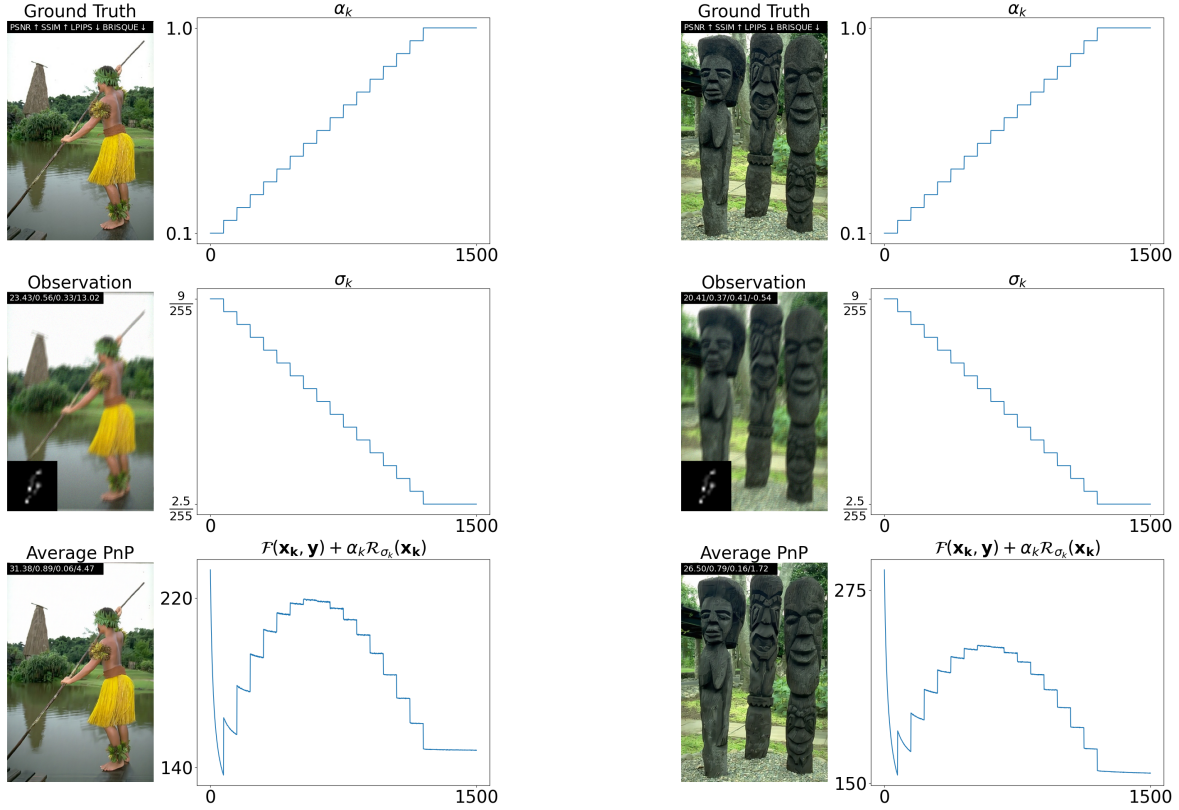 Ground Truth
PSNR ↑ SSIM ↑ LPIPS ↓ BRISQUE ↓
α_k
1.0
0.1
0
1500
Observation
23.43/0.56/0.33/13.02
σ_k
9/255
2.5/255
0
1500
Average PnP
31.38/0.89/0.06/4.47
F(x_k, y) + α_k R_{σ_k}(x_k)
220
140
0
1500
Ground Truth
PSNR ↑ SSIM ↑ LPIPS ↓ BRISQUE ↓
α_k
1.0
0.1
0
1500
Observation
20.41/0.37/0.41/-0.54
σ_k
9/255
2.5/255
0
1500
Average PnP
26.50/0.79/0.16/1.72
F(x_k, y) + α_k R_{σ_k}(x_k)
275
150
0
1500